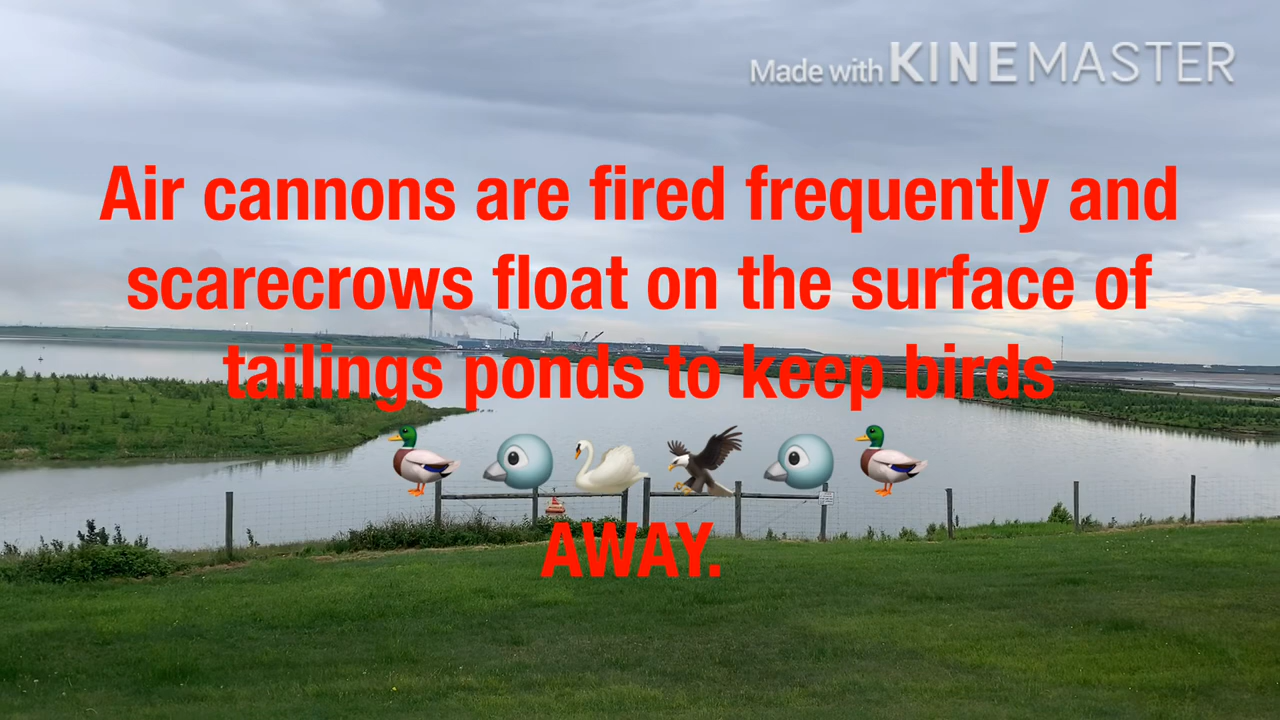 Made with KINEMASTER
Air cannons are fired frequently and
scarecrows float on the surface of
tailings ponds to keep birds
🦆🐦🦢🦅🐦🦆
AWAY.